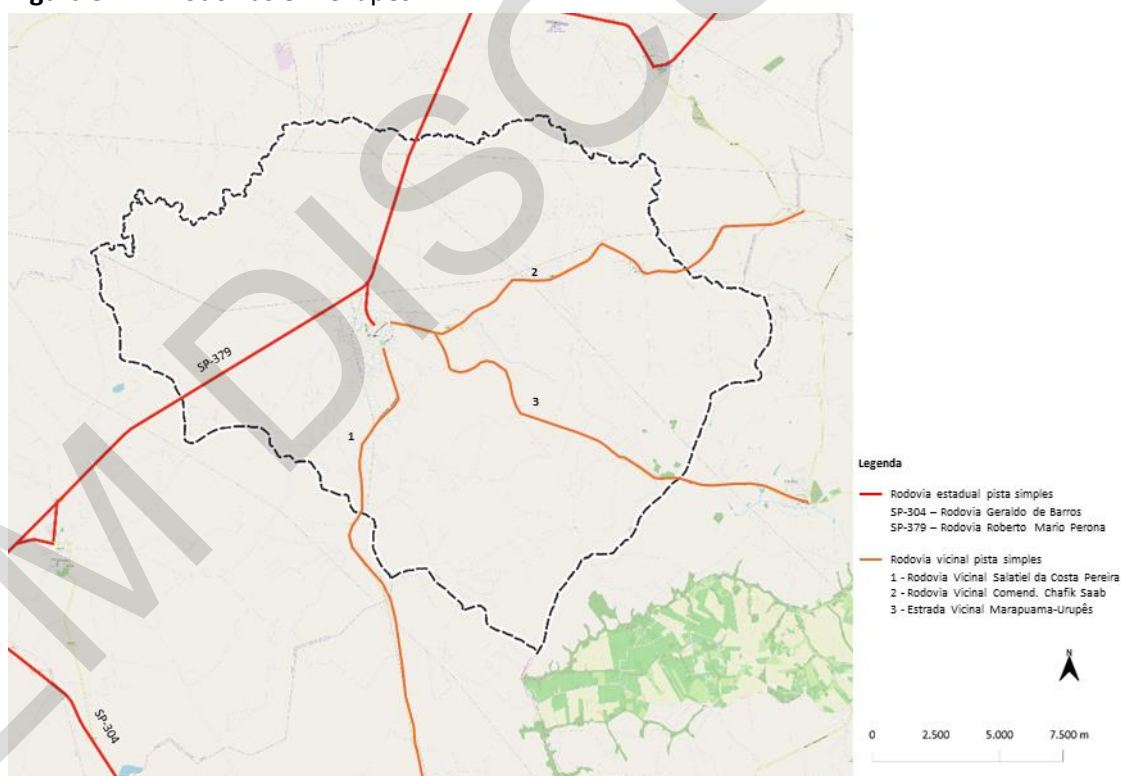 SP-379
2
3
1
SP-304
Legenda
Rodovia estadual pista simples
SP-304 – Rodovia Geraldo de Barros
SP-379 – Rodovia Roberto Mario Perona
Rodovia vicinal pista simples
1 - Rodovia Vicinal Salatiel da Costa Pereira
2 - Rodovia Vicinal Comend. Chafik Saab
3 - Estrada Vicinal Marapuama-Urupês
N
0 2.500 5.000 7.500 m